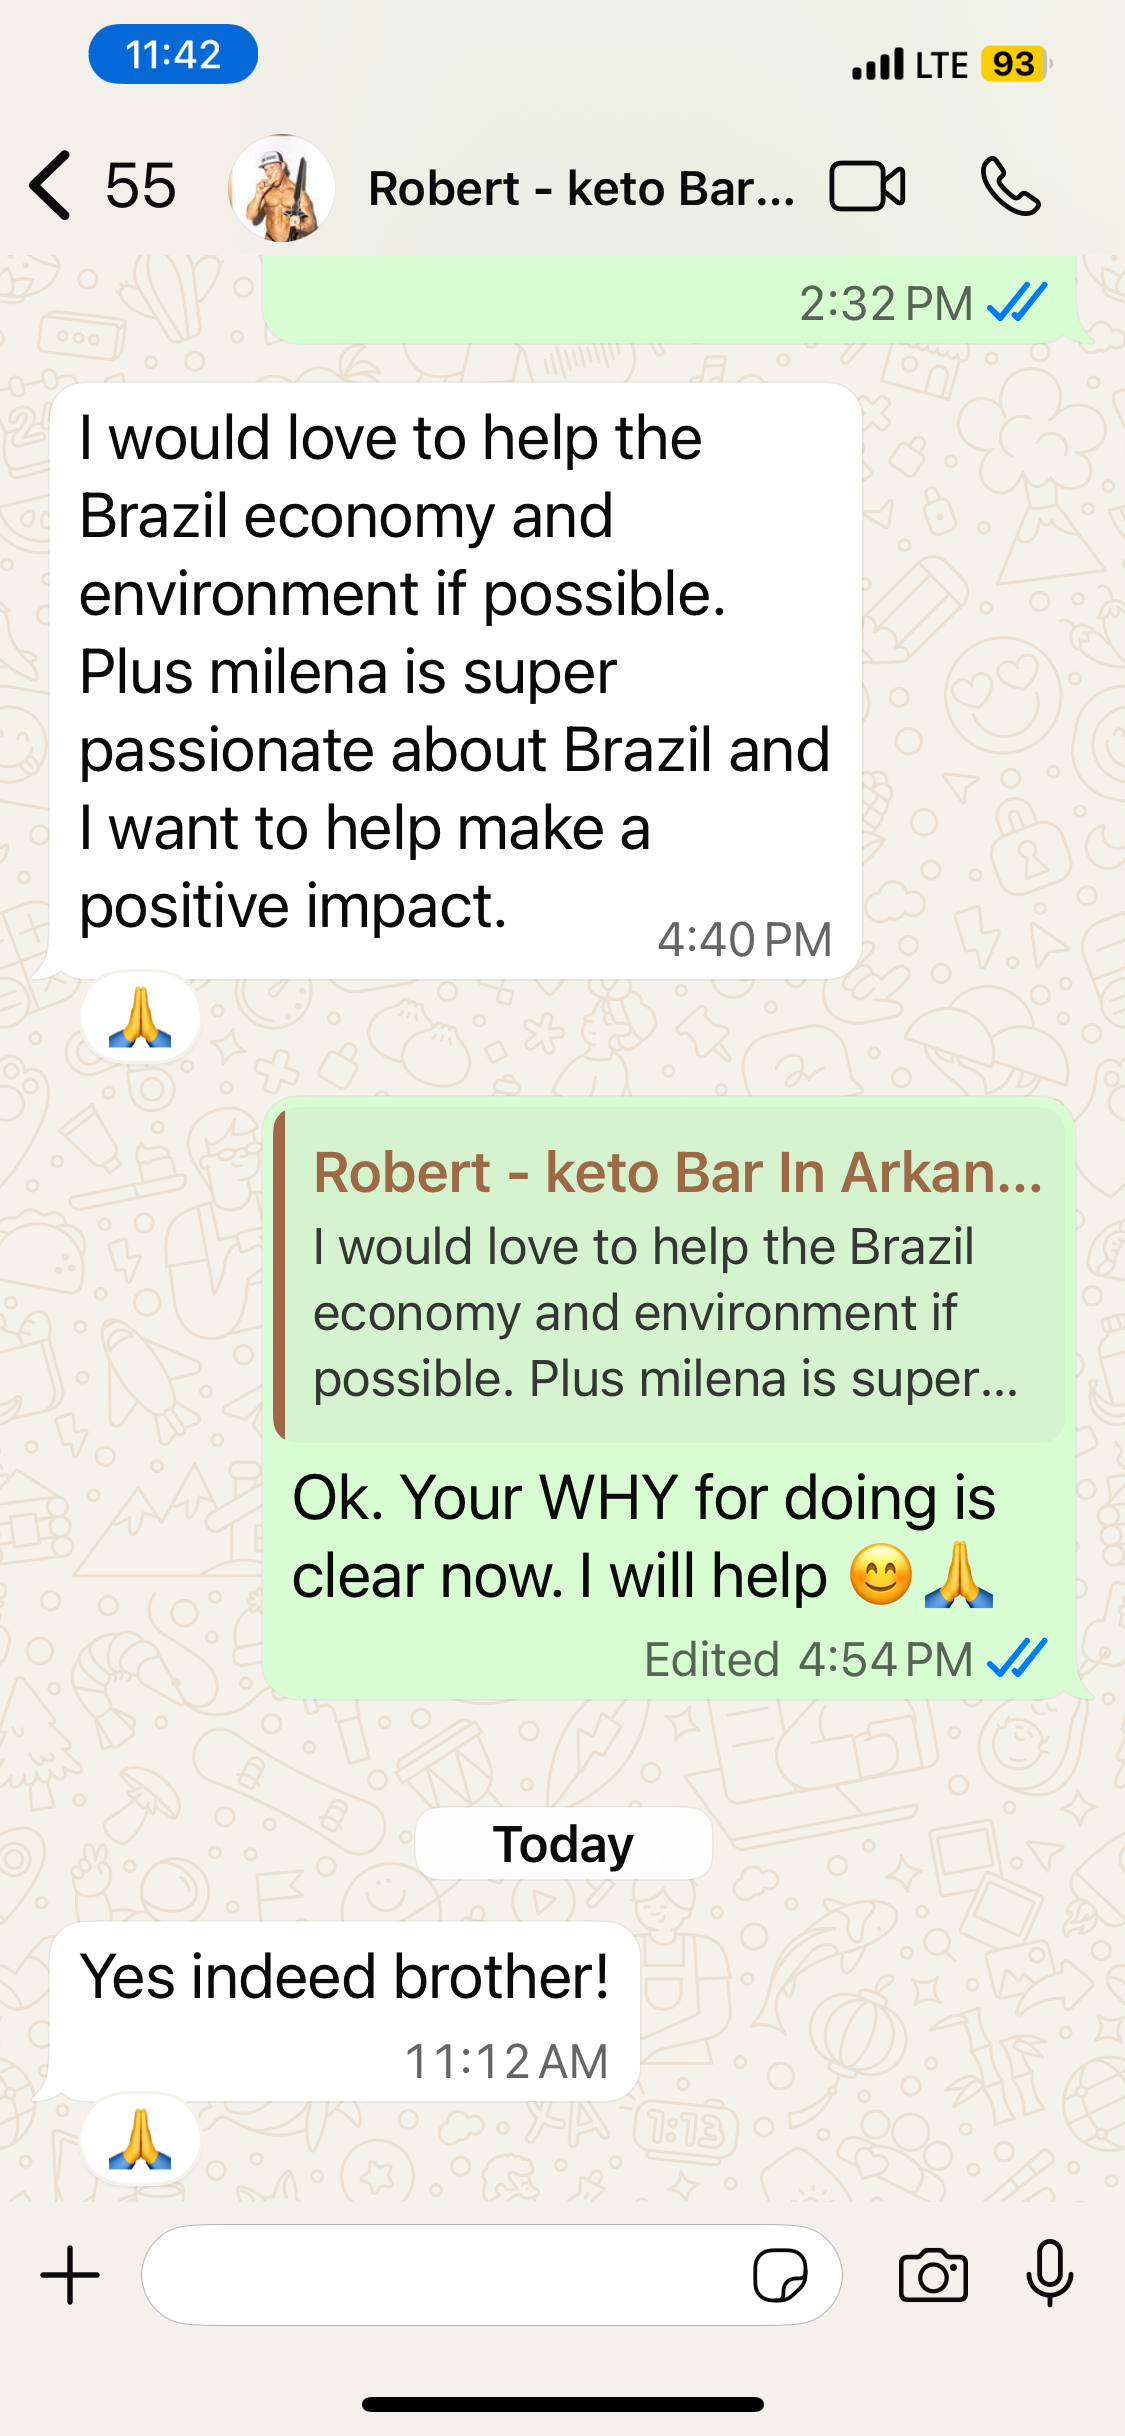 11:42
LTE 93
55
Robert - keto Bar...
2:32 PM
I would love to help the
Brazil economy and
environment if possible.
Plus milena is super
passionate about Brazil and
I want to help make a
positive impact.
4:40 PM
Robert - keto Bar In Arkan...
I would love to help the Brazil
economy and environment if
possible. Plus milena is super...
Ok. Your WHY for doing is
clear now. I will help 😊🙏
Edited 4:54 PM
Today
Yes indeed brother!
11:12 AM